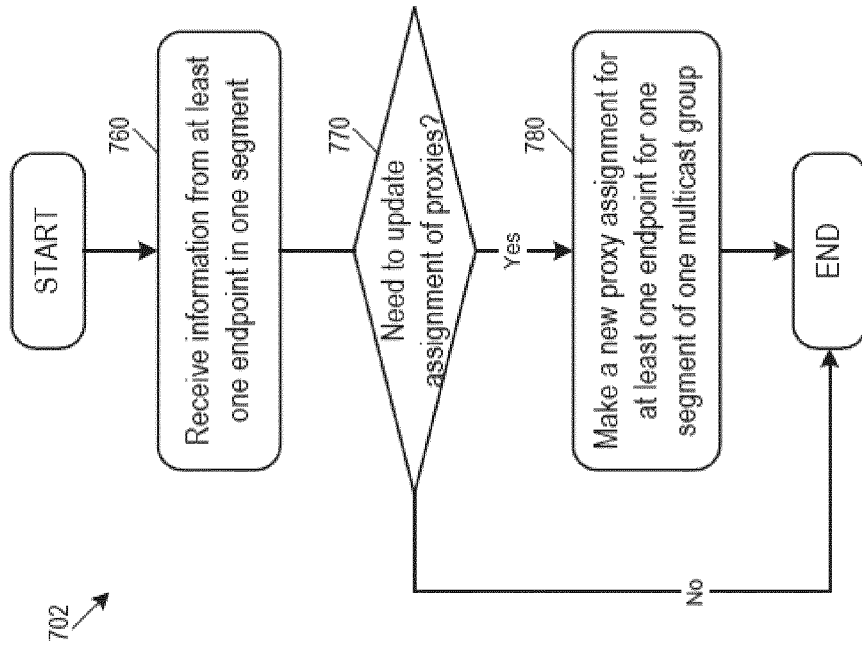 702
START
760
Receive information from at least
one endpoint in one segment
770
Need to update
assignment of proxies?
Yes
No
780
Make a new proxy assignment for
at least one endpoint for one
segment of one multicast group
END